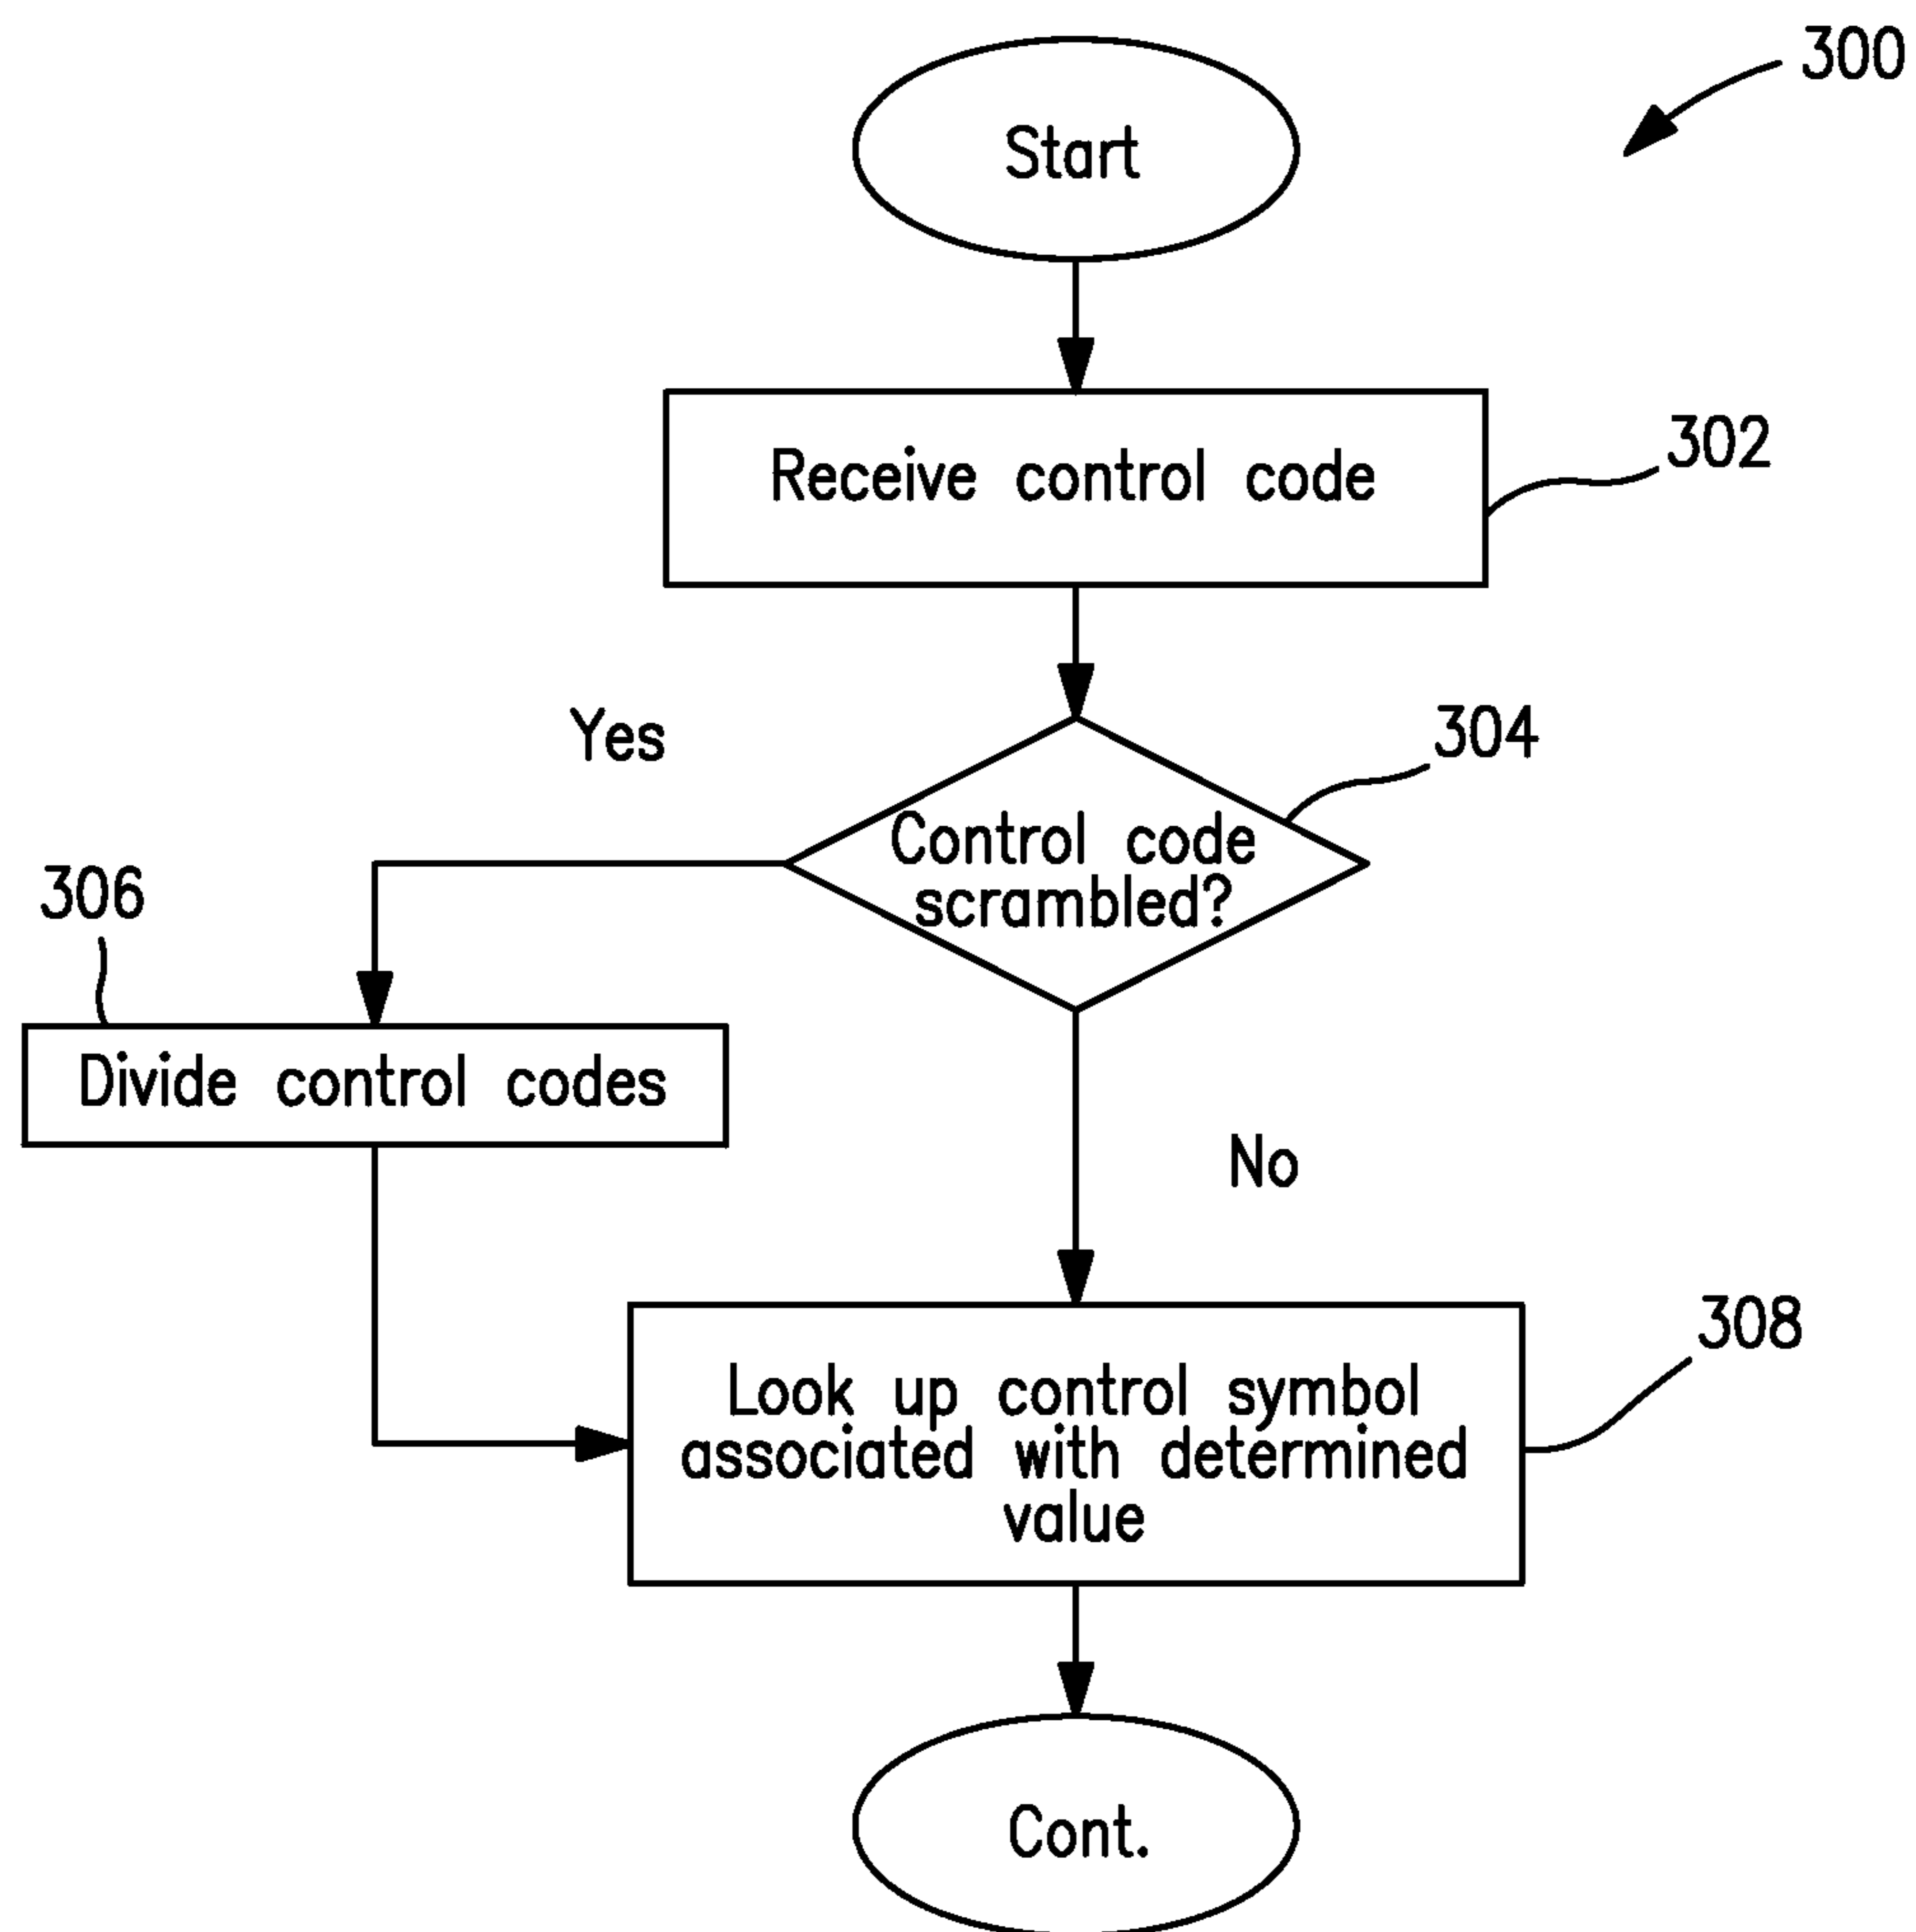 300
Start
302
Receive control code
304
Yes
Control code
scrambled?
306
Divide control codes
No
308
Look up control symbol
associated with determined
value
Cont.